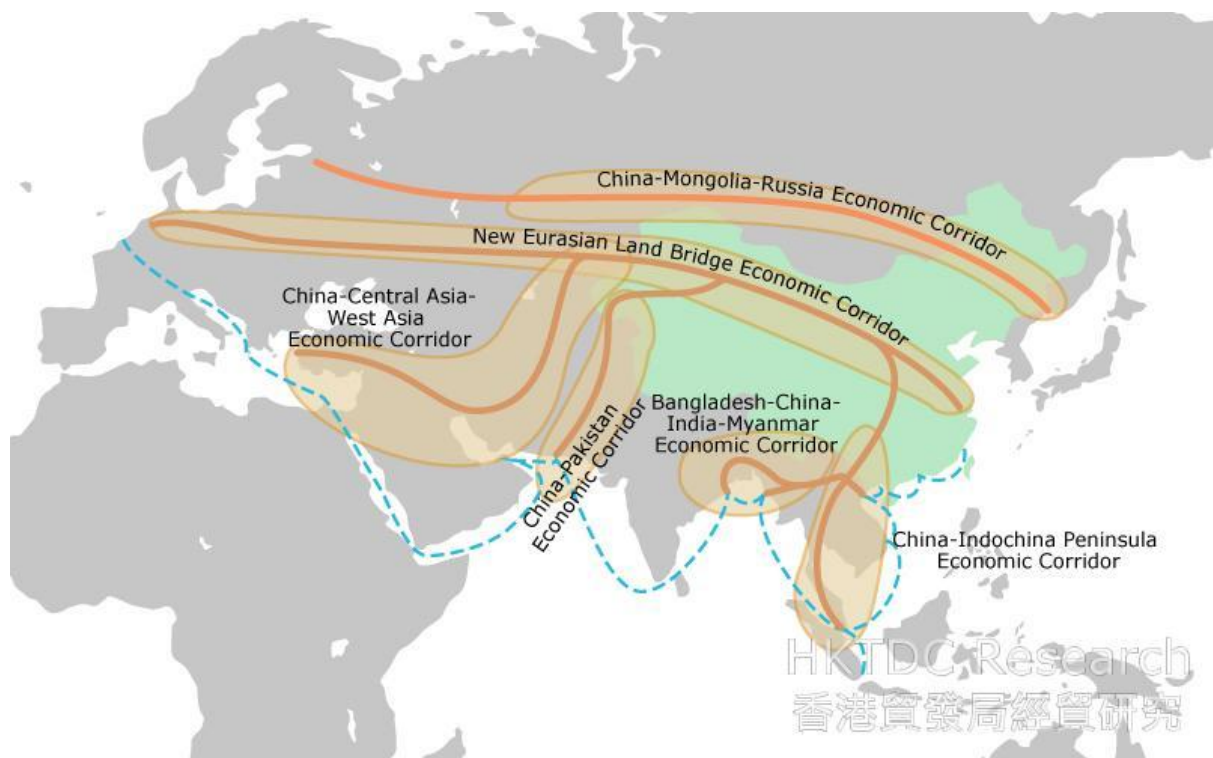 China-Mongolia-Russia Economic Corridor
New Eurasian Land Bridge Economic Corridor
China-Central Asia-
West Asia
Economic Corridor
China-Pakistan
Economic Corridor
Bangladesh-China-
India-Myanmar
Economic Corridor
China-Indochina Peninsula
Economic Corridor
HKTDC Research
香港貿發局經貿研究